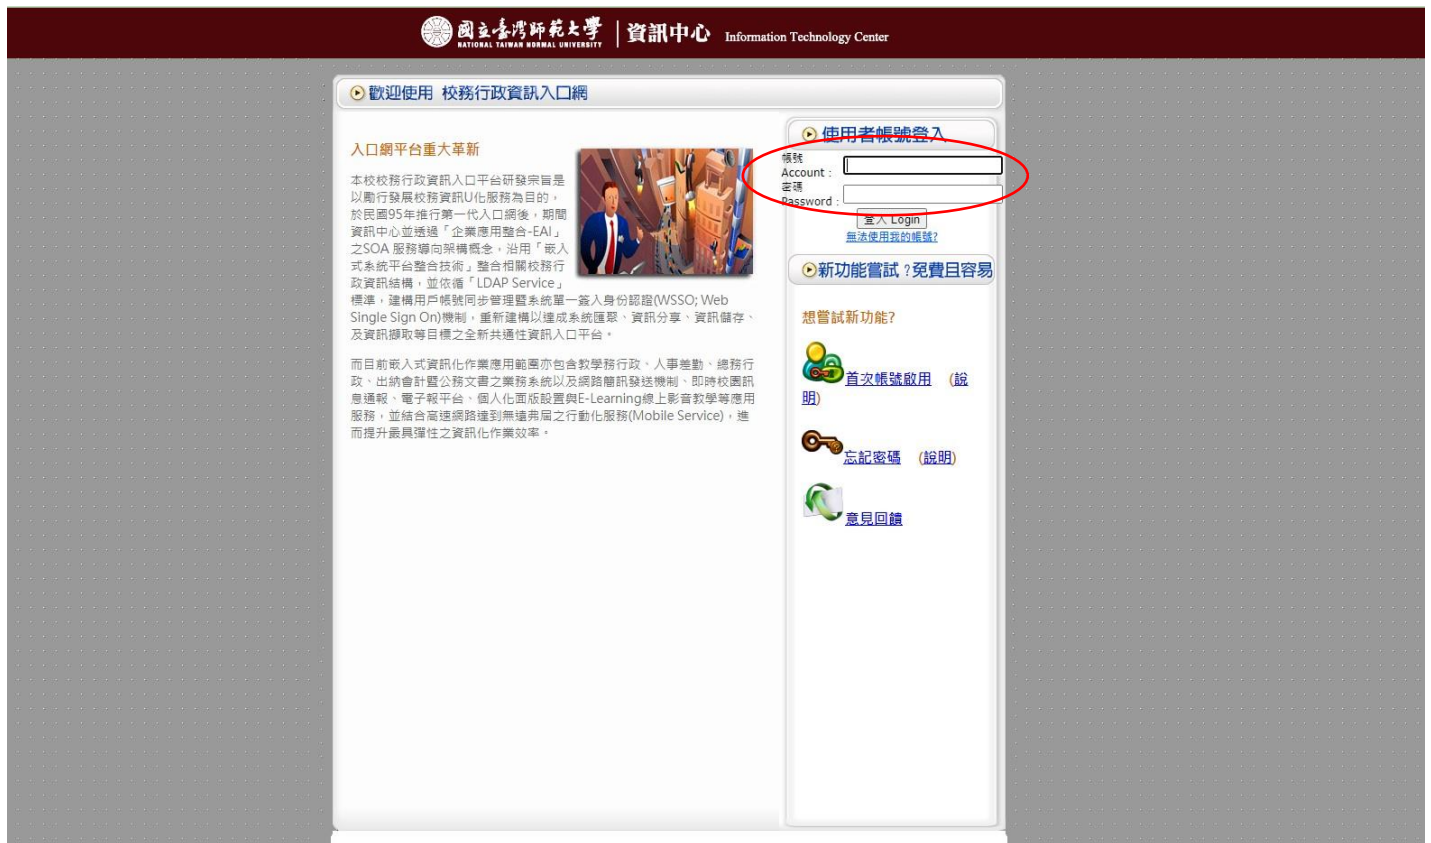 國立臺灣師範大學
NATIONAL TAIWAN NORMAL UNIVERSITY
資訊中心 Information Technology Center
歡迎使用 校務行政資訊入口網
入口網平台重大革新
本校校務行政資訊入口平台研發宗旨是
以勵行發展校務資訊U化服務為目的，
於民國95年推行第一代入口網後，期間
資訊中心並透過「企業應用整合-EAI」
之SOA 服務導向架構概念，沿用「嵌入
式系統平台整合技術」整合相關校務行
政資訊結構，並依循「LDAP Service」
標準，建構用戶帳號同步管理暨系統單一簽入身份認證(WSSO; Web
Single Sign On)機制，重新建構以達成系統匯聚、資訊分享、資訊儲存、
及資訊擷取等目標之全新共通性資訊入口平台。
而目前嵌入式資訊化作業應用範圍亦包含教學務行政、人事差勤、總務行
政、出納會計暨公務文書之業務系統以及網路簡訊發送機制、即時校園訊
息通報、電子報平台、個人化面版設置與E-Learning線上影音教學等應用
服務，並結合高速網路達到無遠弗屆之行動化服務(Mobile Service)，進
而提升最具彈性之資訊化作業效率。
使用者帳號登入
帳號
Account :
密碼
Password :
登入 Login
無法使用我的帳號?
新功能嘗試？免費且容易
想嘗試新功能?
首次帳號啟用 (說
明)
忘記密碼 (說明)
意見回饋